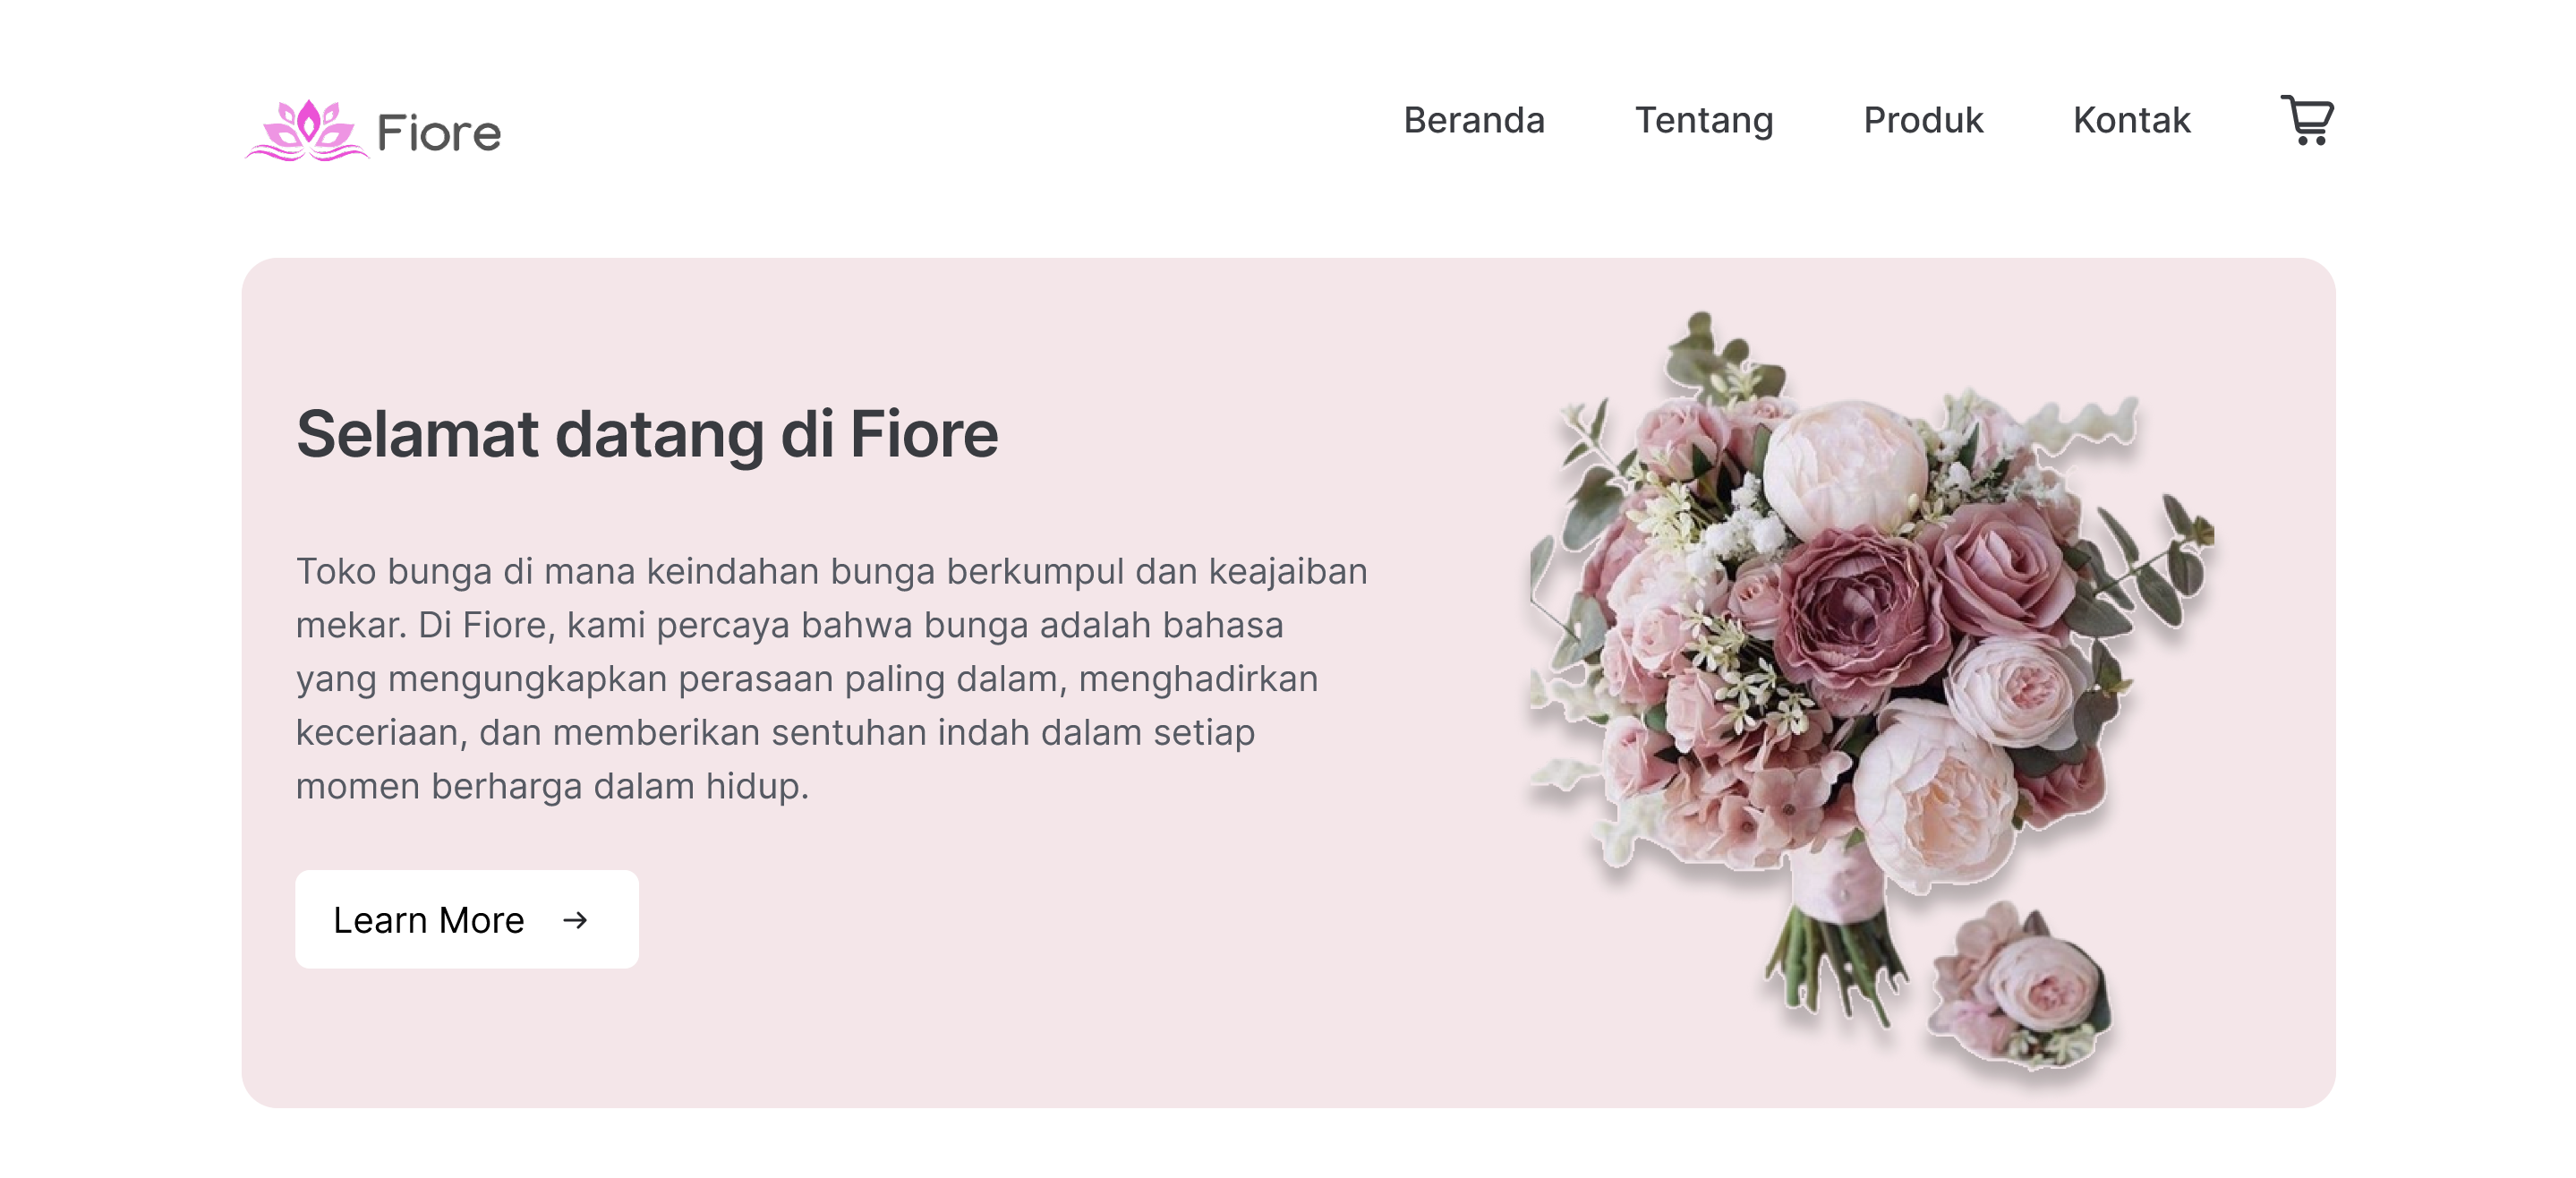 Fiore
Beranda
Tentang
Produk
Kontak
Selamat datang di Fiore
Toko bunga di mana keindahan bunga berkumpul dan keajaiban
mekar. Di Fiore, kami percaya bahwa bunga adalah bahasa
yang mengungkapkan perasaan paling dalam, menghadirkan
keceriaan, dan memberikan sentuhan indah dalam setiap
momen berharga dalam hidup.
Learn More →